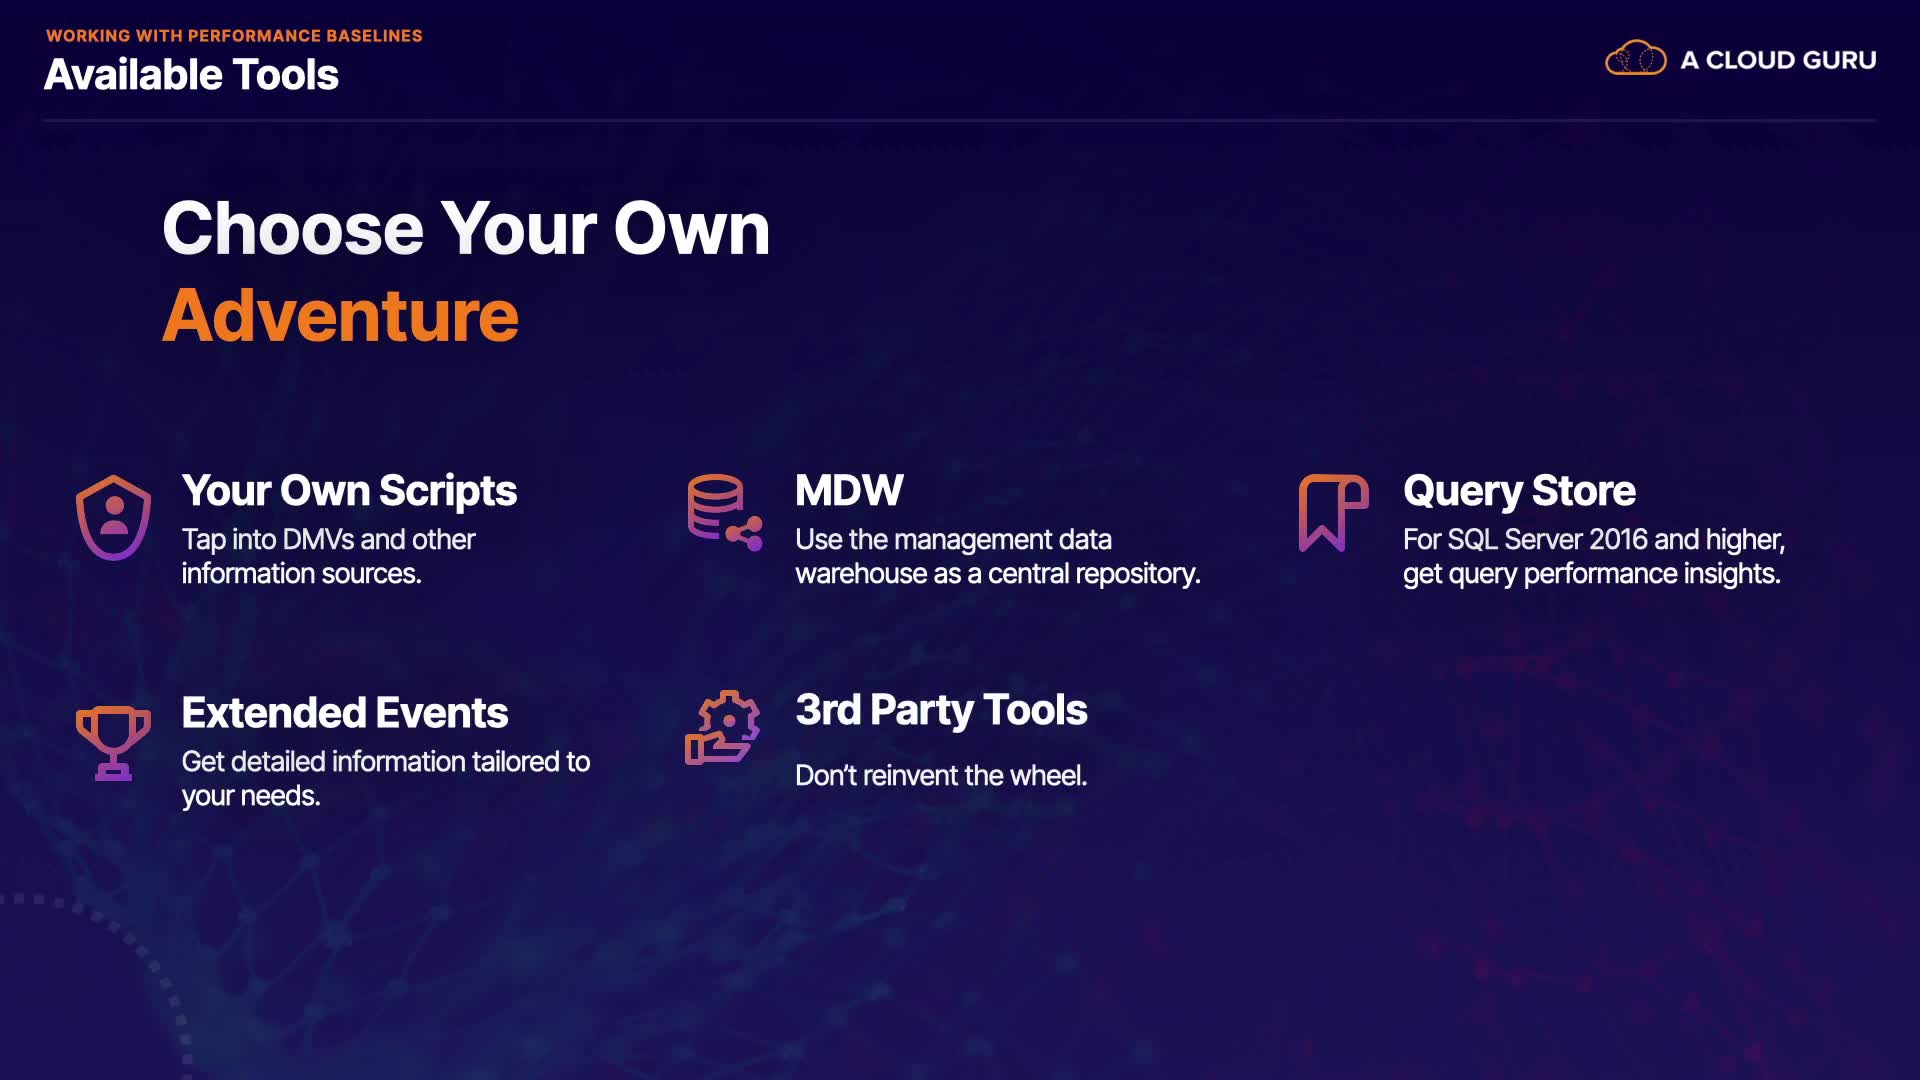 WORKING WITH PERFORMANCE BASELINES
Available Tools
A CLOUD GURU
Choose Your Own
Adventure
Your Own Scripts
Tap into DMVs and other
information sources.
MDW
Use the management data
warehouse as a central repository.
Query Store
For SQL Server 2016 and higher,
get query performance insights.
Extended Events
Get detailed information tailored to
your needs.
3rd Party Tools
Don’t reinvent the wheel.